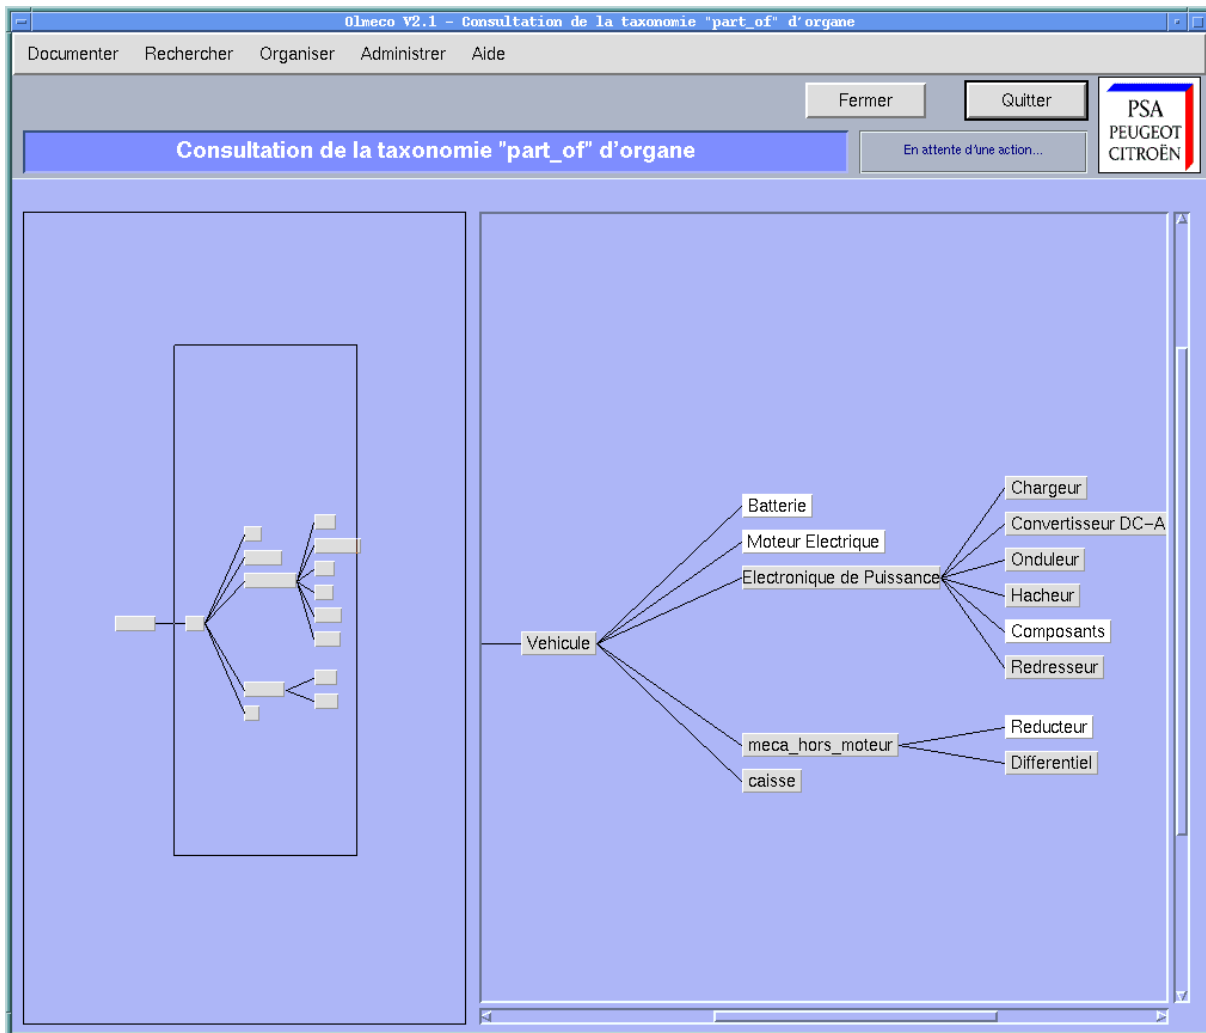 Olmeco V2.1 - Consultation de la taxonomie "part_of" d'organe
Documenter Rechercher Organiser Administrer Aide
Fermer Quitter
PSA
PEUGEOT
CITROËN
Consultation de la taxonomie "part_of" d'organe
En attente d'une action...
Chargeur
Batterie
Convertisseur DC-A
Moteur Electrique
Onduleur
Electronique de Puissance
Hacheur
Composants
Vehicule
Redresseur
Reducteur
meca_hors_moteur
Differentiel
caisse